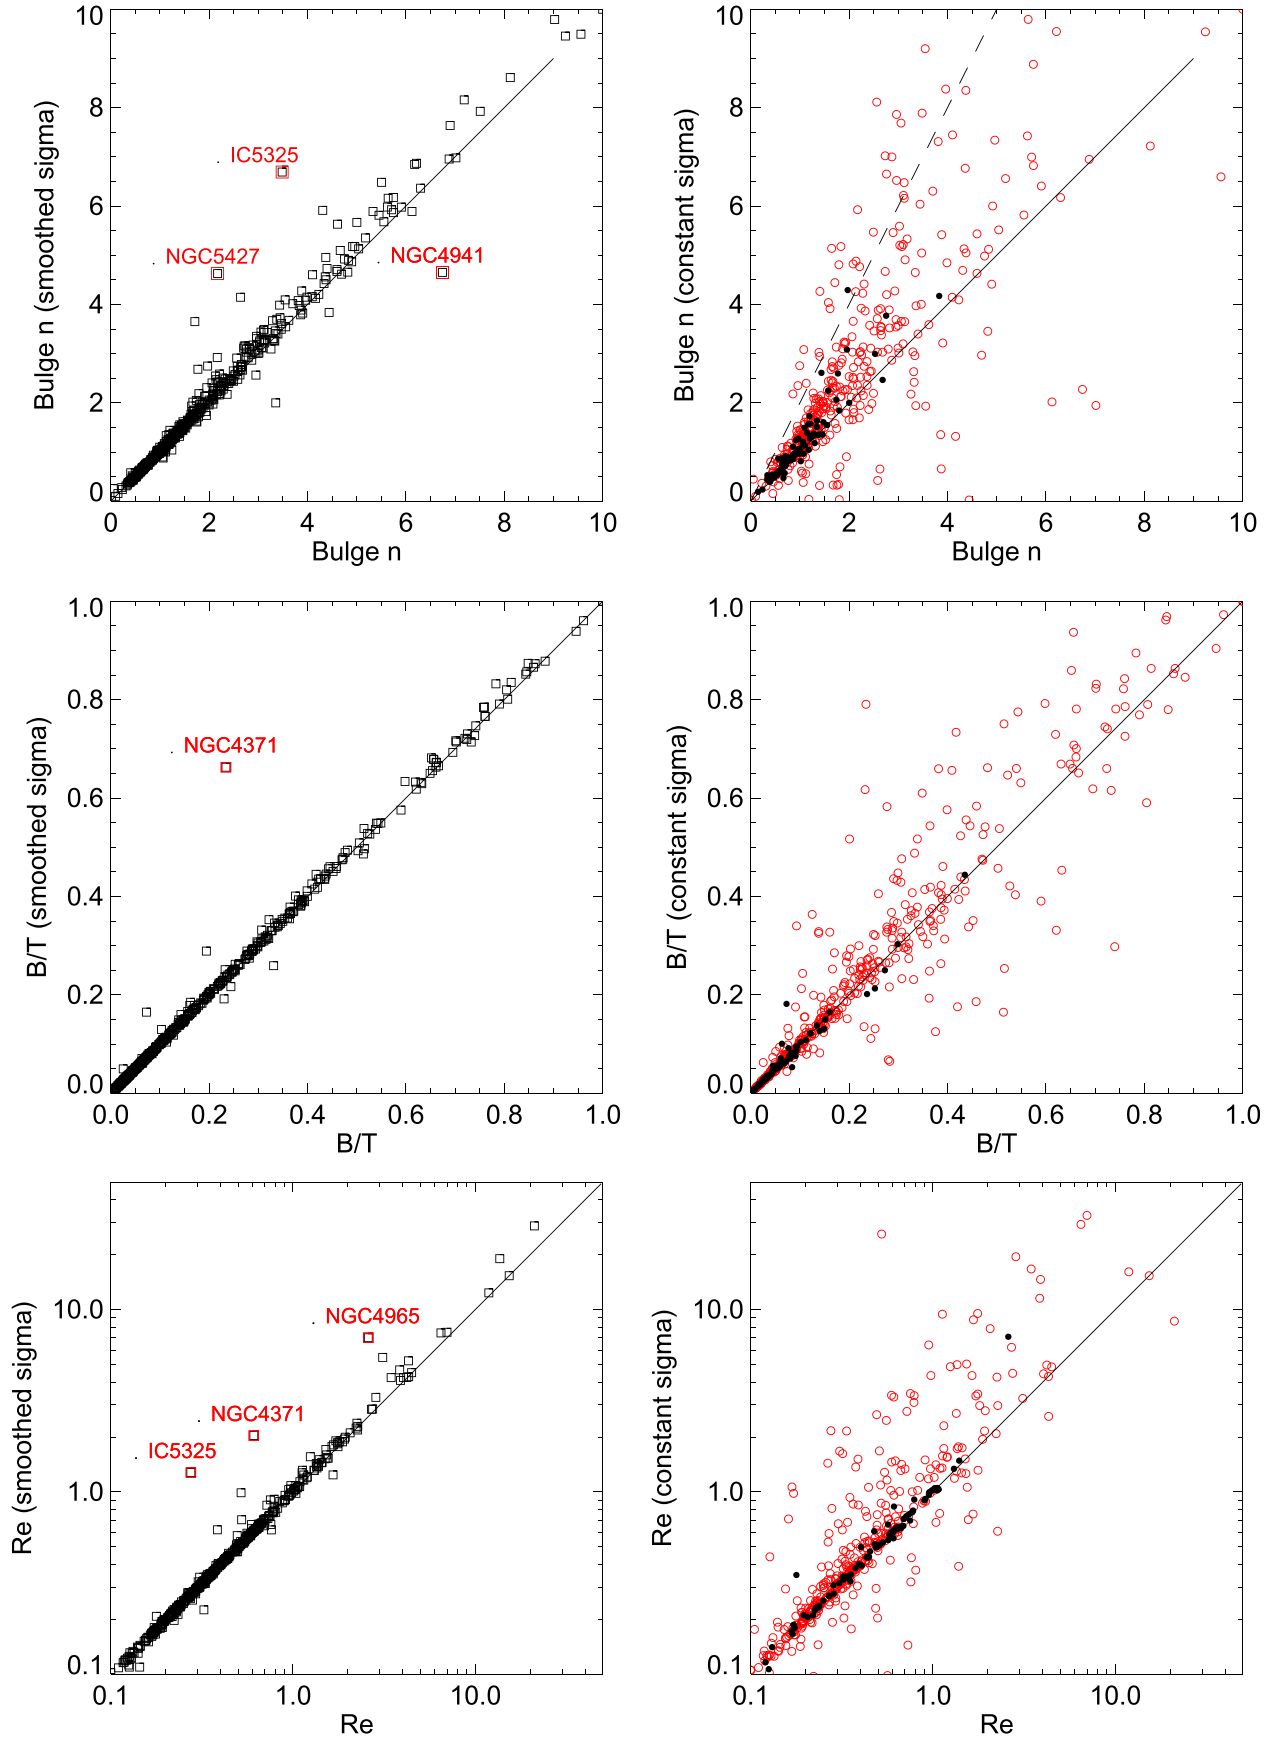 Bulge n (smoothed sigma)
10
8
6
4
2
0
IC5325
NGC5427
NGC4941
0 2 4 6 8 10
Bulge n
Bulge n (constant sigma)
10
8
6
4
2
0
0 2 4 6 8 10
Bulge n
B/T (smoothed sigma)
1.0
0.8
0.6
0.4
0.2
0.0
NGC4371
0.0 0.2 0.4 0.6 0.8 1.0
B/T
B/T (constant sigma)
1.0
0.8
0.6
0.4
0.2
0.0
0.0 0.2 0.4 0.6 0.8 1.0
B/T
Re (smoothed sigma)
10.0
1.0
0.1
NGC4965
NGC4371
IC5325
0.1 1.0 10.0
Re
Re (constant sigma)
10.0
1.0
0.1
0.1 1.0 10.0
Re